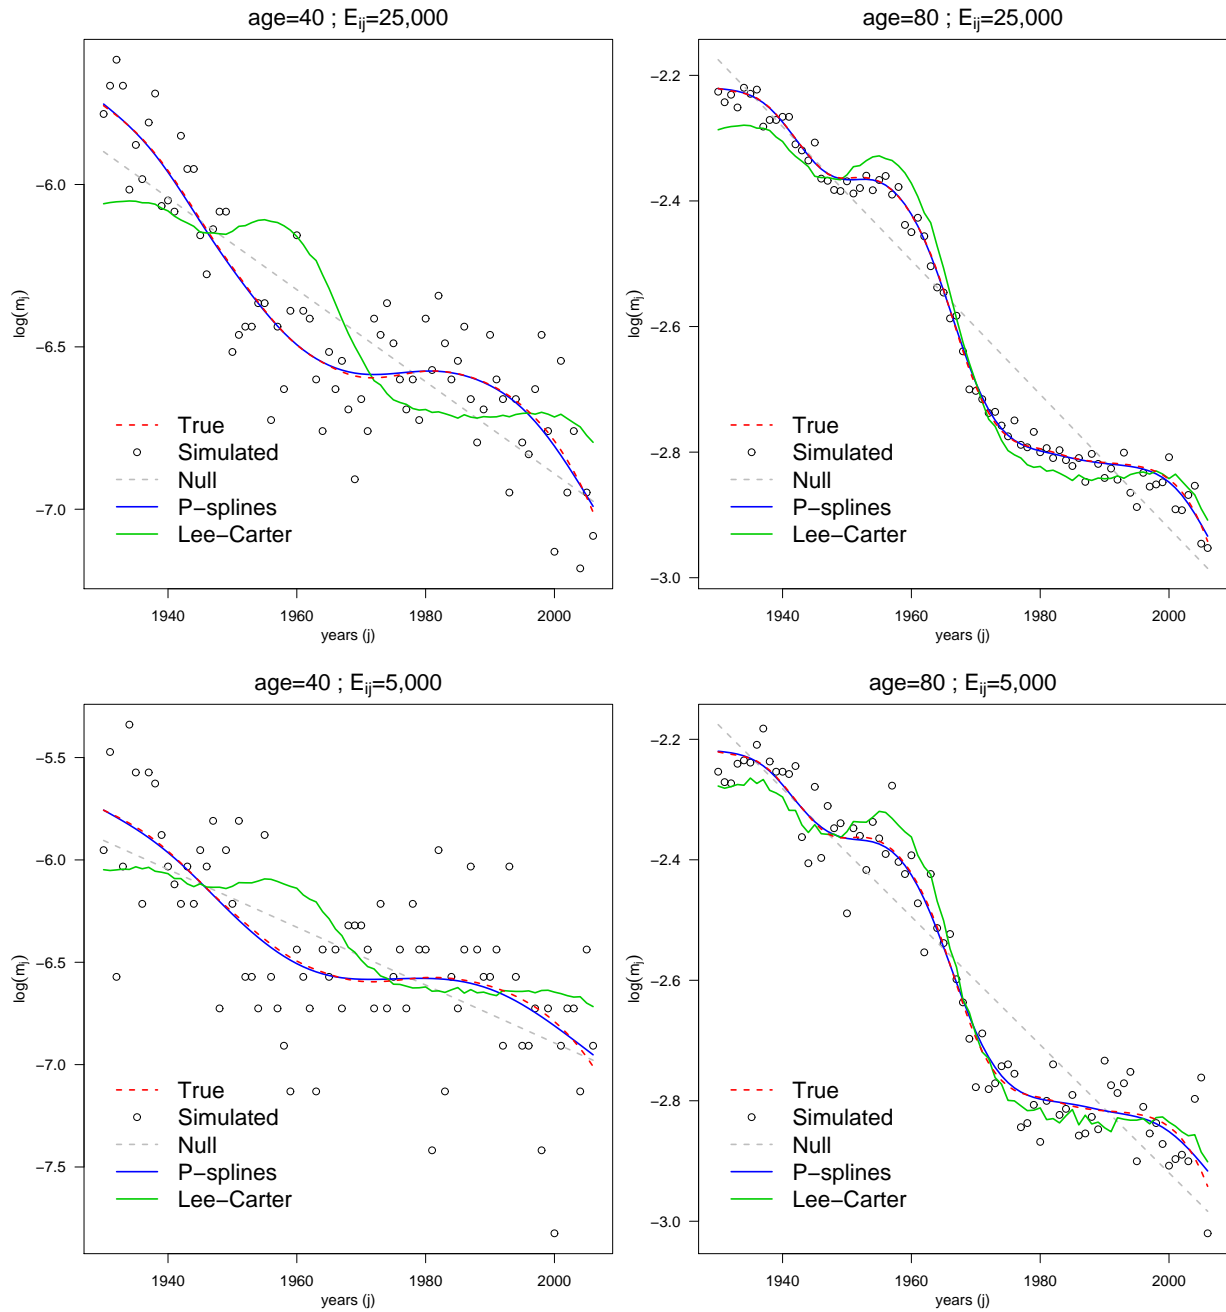 age=40 ; Eij=25,000
log(mj)
−6.0
−6.5
−7.0
True
Simulated
Null
P−splines
Lee−Carter
1940 1960 1980 2000
years (j)
age=80 ; Eij=25,000
log(mj)
−2.2
−2.4
−2.6
−2.8
−3.0
True
Simulated
Null
P−splines
Lee−Carter
1940 1960 1980 2000
years (j)
age=40 ; Eij=5,000
log(mj)
−5.5
−6.0
−6.5
−7.0
−7.5
True
Simulated
Null
P−splines
Lee−Carter
1940 1960 1980 2000
years (j)
age=80 ; Eij=5,000
log(mj)
−2.2
−2.4
−2.6
−2.8
−3.0
True
Simulated
Null
P−splines
Lee−Carter
1940 1960 1980 2000
years (j)